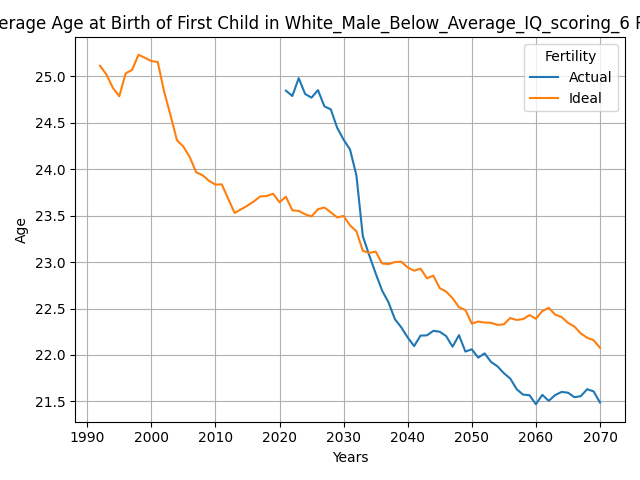 erage Age at Birth of First Child in White_Male_Below_Average_IQ_scoring_6
Fertility
Actual
Ideal
25.0
24.5
24.0
23.5
23.0
22.5
22.0
21.5
Age
1990 2000 2010 2020 2030 2040 2050 2060 2070
Years